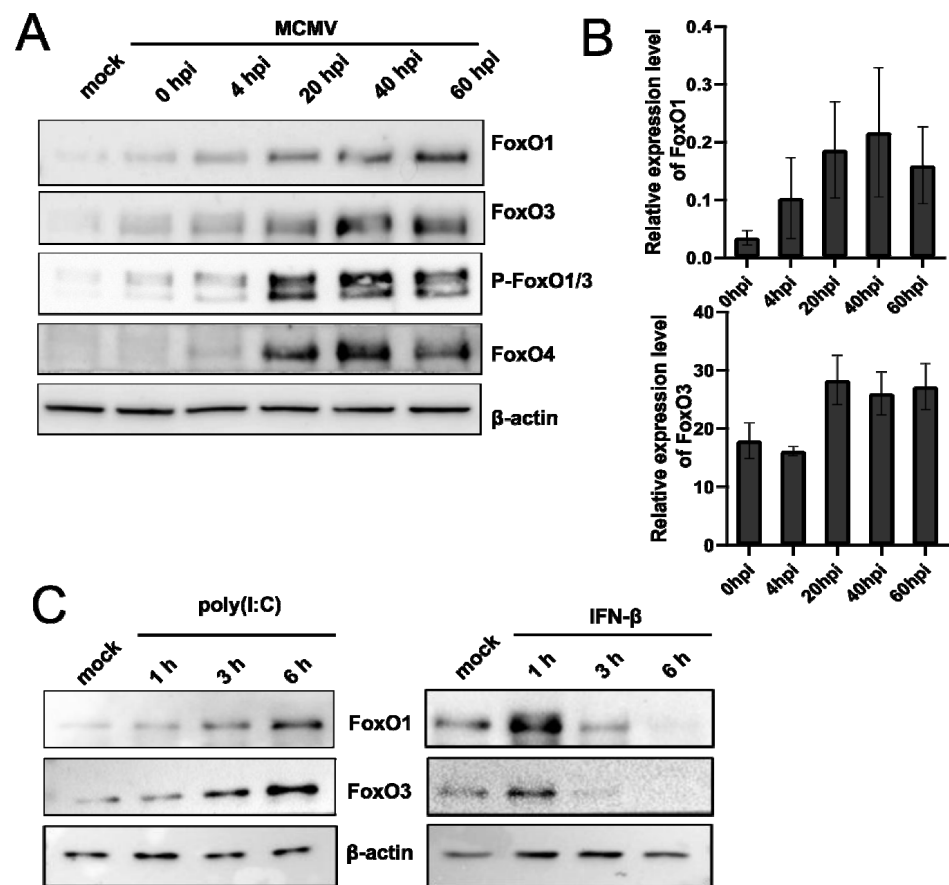 A
MCMV
mock
0 hpi
4 hpi
20 hpi
40 hpi
60 hpi
FoxO1
FoxO3
P-FoxO1/3
FoxO4
β-actin
B
Relative expression level
of FoxO1
0.4
0.3
0.2
0.1
0.0
0hpi
4hpi
20hpi
40hpi
60hpi
Relative expression level
of FoxO3
40
30
20
10
0
0hpi
4hpi
20hpi
40hpi
60hpi
C
poly(I:C)
mock
1 h
3 h
6 h
IFN-β
mock
1 h
3 h
6 h
FoxO1
FoxO3
β-actin